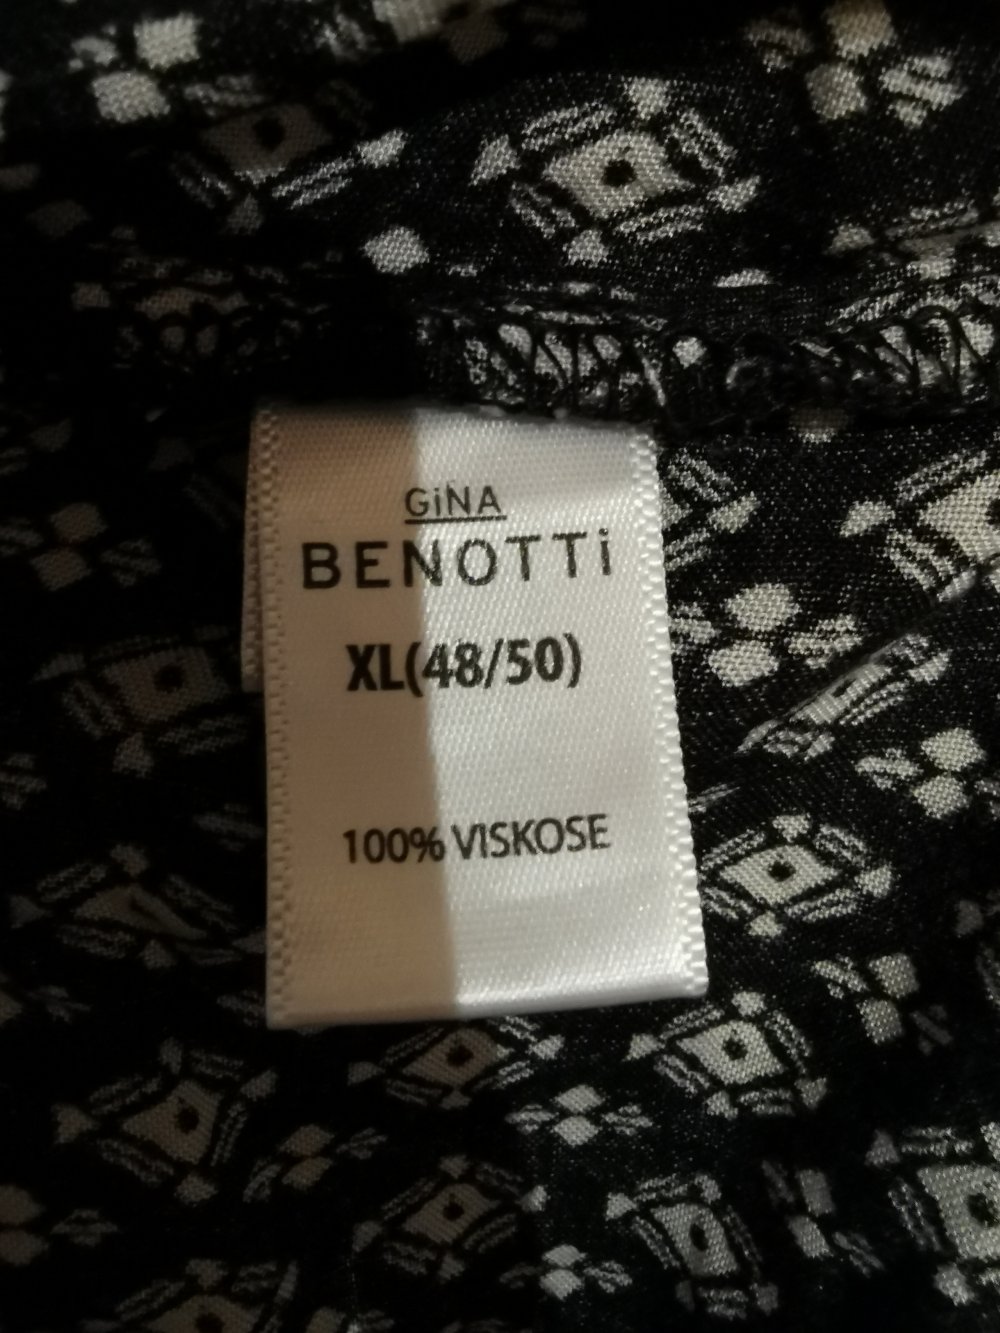 GiNA
BENOTTi
XL(48/50)
100% VISKOSE